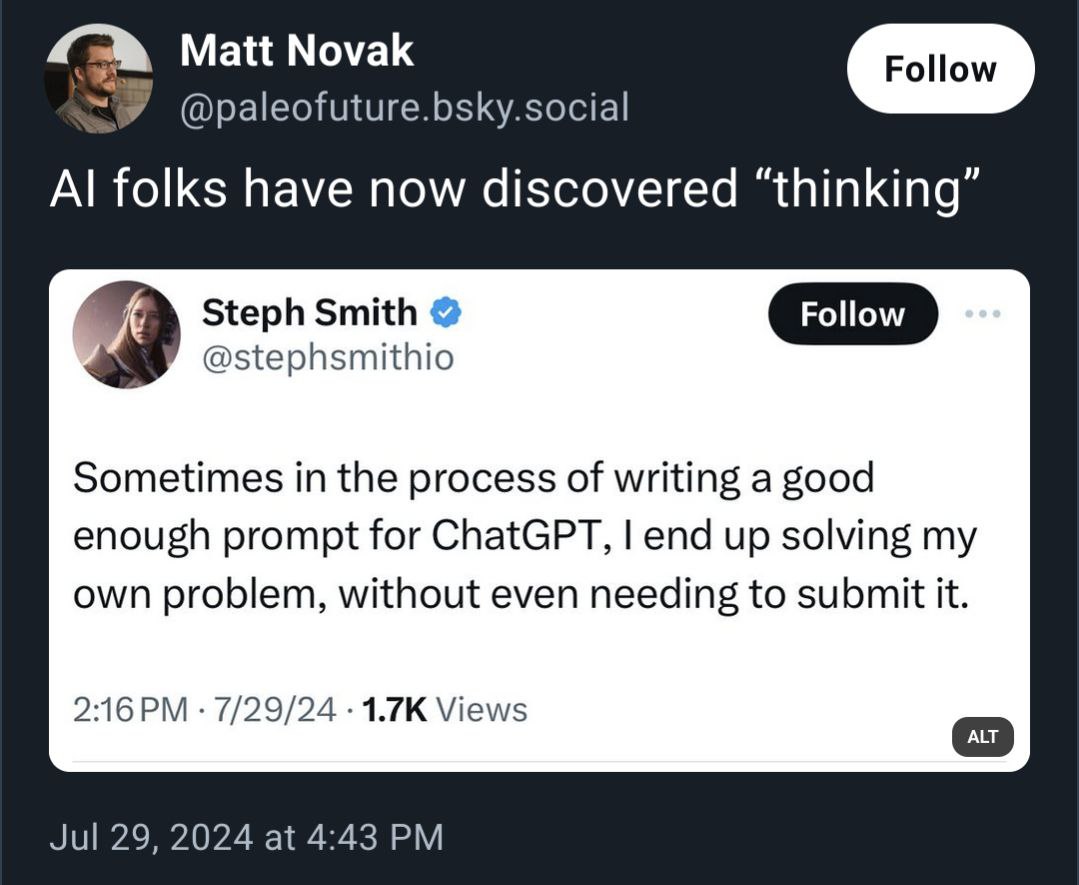 Matt Novak
@paleofuture.bsky.social
Follow
AI folks have now discovered “thinking”
Steph Smith
@stephsmithio
Follow
Sometimes in the process of writing a good
enough prompt for ChatGPT, I end up solving my
own problem, without even needing to submit it.
2:16 PM · 7/29/24 · 1.7K Views
ALT
Jul 29, 2024 at 4:43 PM